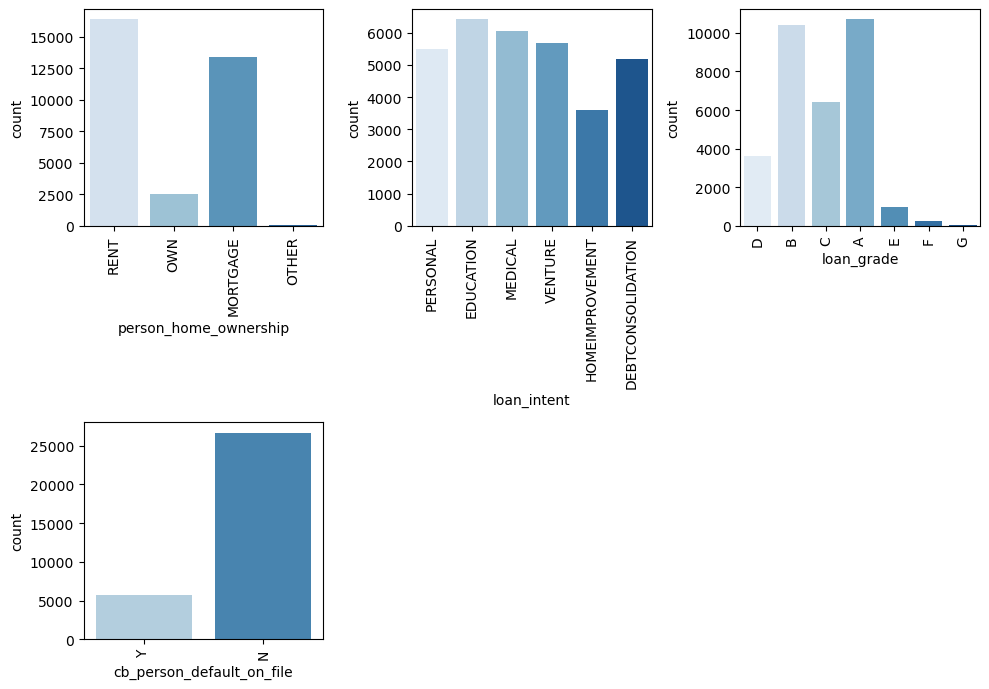 15000
12500
10000
7500
5000
2500
0
count
RENT
OWN
MORTGAGE
OTHER
person_home_ownership
6000
5000
4000
3000
2000
1000
0
count
PERSONAL
EDUCATION
MEDICAL
VENTURE
HOMEIMPROVEMENT
DEBTCONSOLIDATION
loan_intent
10000
8000
6000
4000
2000
0
count
D
B
C
A
E
F
G
loan_grade
25000
20000
15000
10000
5000
0
count
Y
N
cb_person_default_on_file